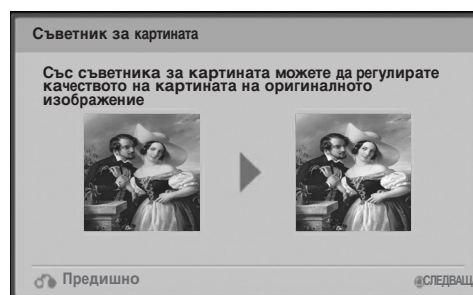 Съветник за картината
Със съветника за картината можете да регулирате
качеството на картината на оригиналното
изображение
Предишно
СЛЕДВАЩ